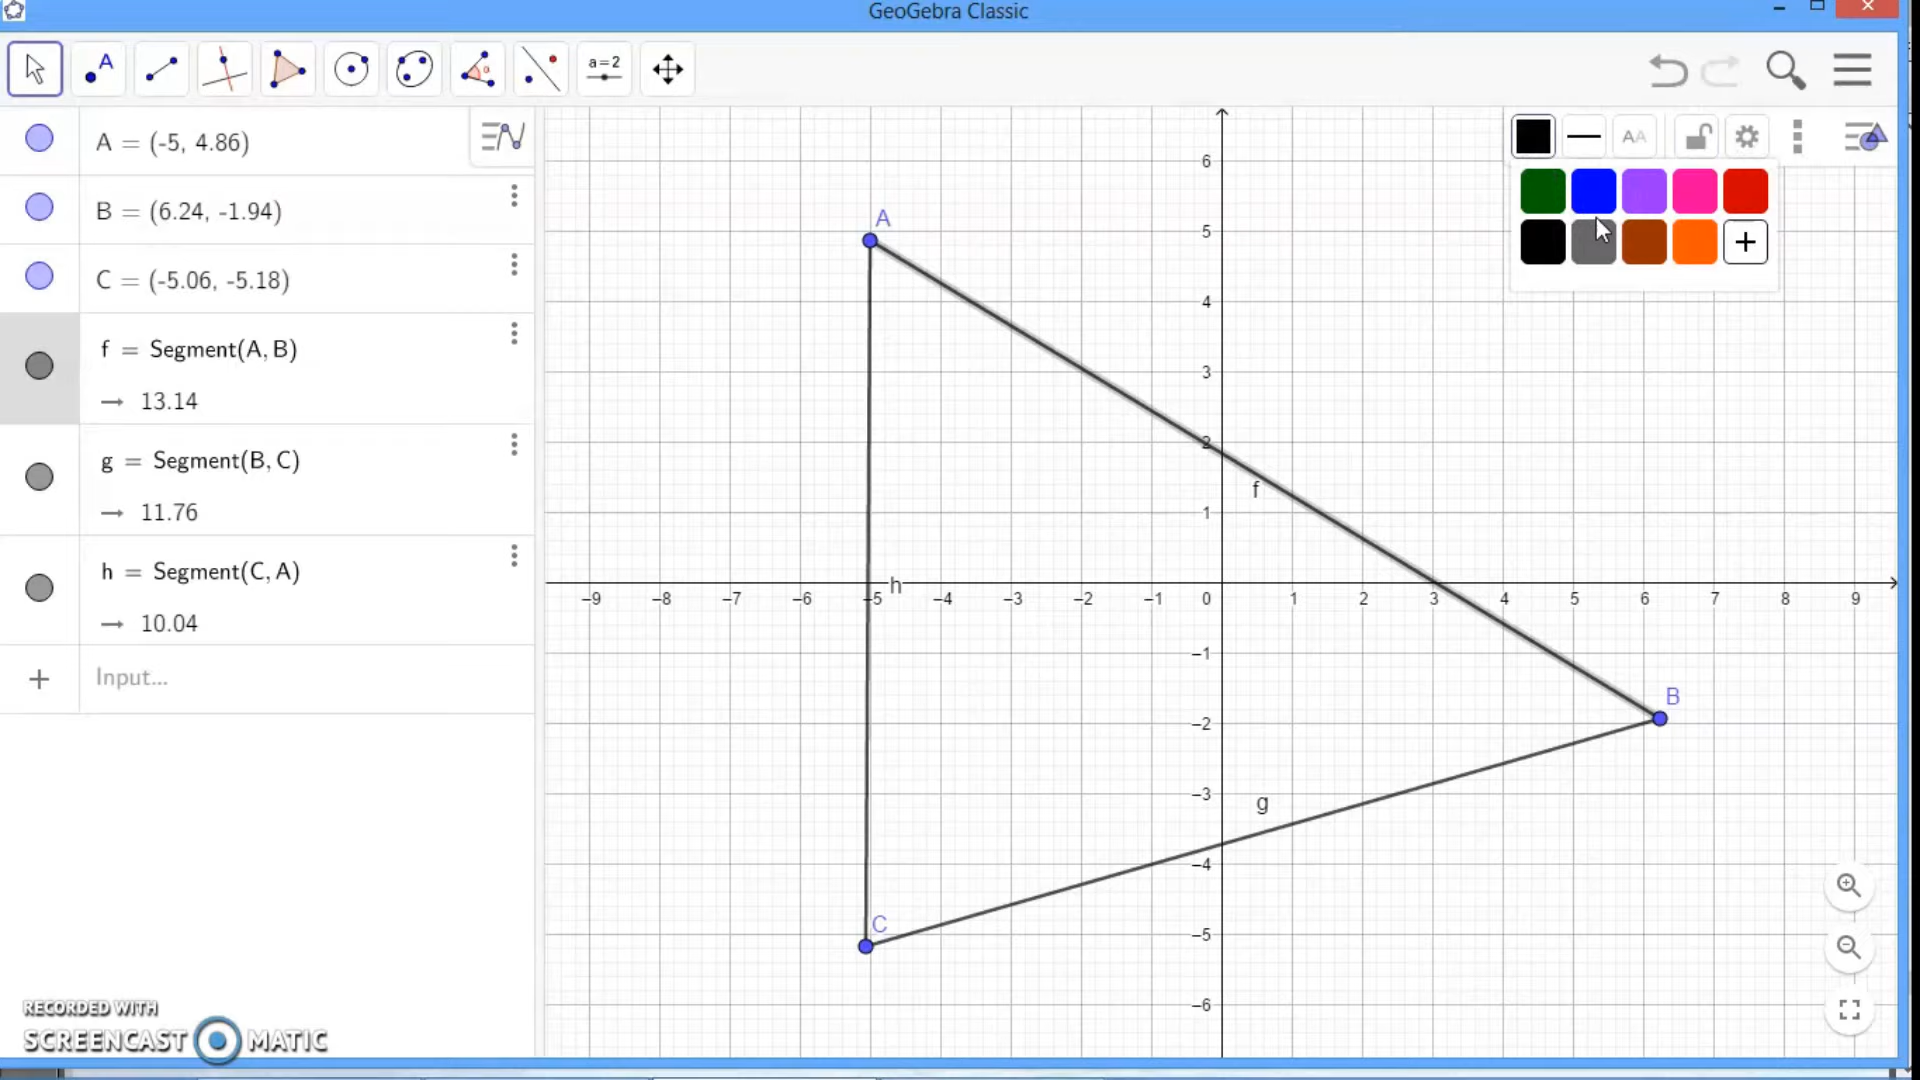 GeoGebra Classic
A
a=2
A = (-5, 4.86)
B = (6.24, -1.94)
C = (-5.06, -5.18)
f = Segment(A, B)
→ 13.14
g = Segment(B, C)
→ 11.76
h = Segment(C, A)
→ 10.04
+ Input...
AA
+
A
B
C
f
g
h
6
5
4
3
2
1
−9 −8 −7 −6 −5 −4 −3 −2 −1 0 1 2 3 4 5 6 7 8 9
−1
−2
−3
−4
−5
−6
RECORDED WITH
SCREENCAST MATIC